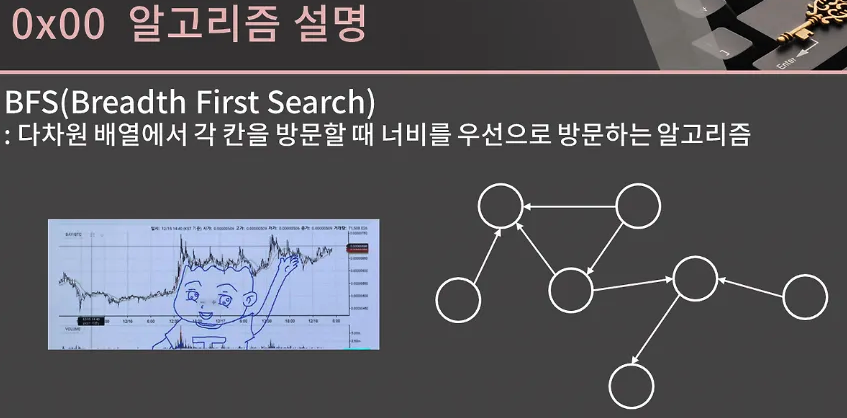 0x00 알고리즘 설명
Enter
BFS(Breadth First Search)
: 다차원 배열에서 각 칸을 방문할 때 너비를 우선으로 방문하는 알고리즘
VOLUME